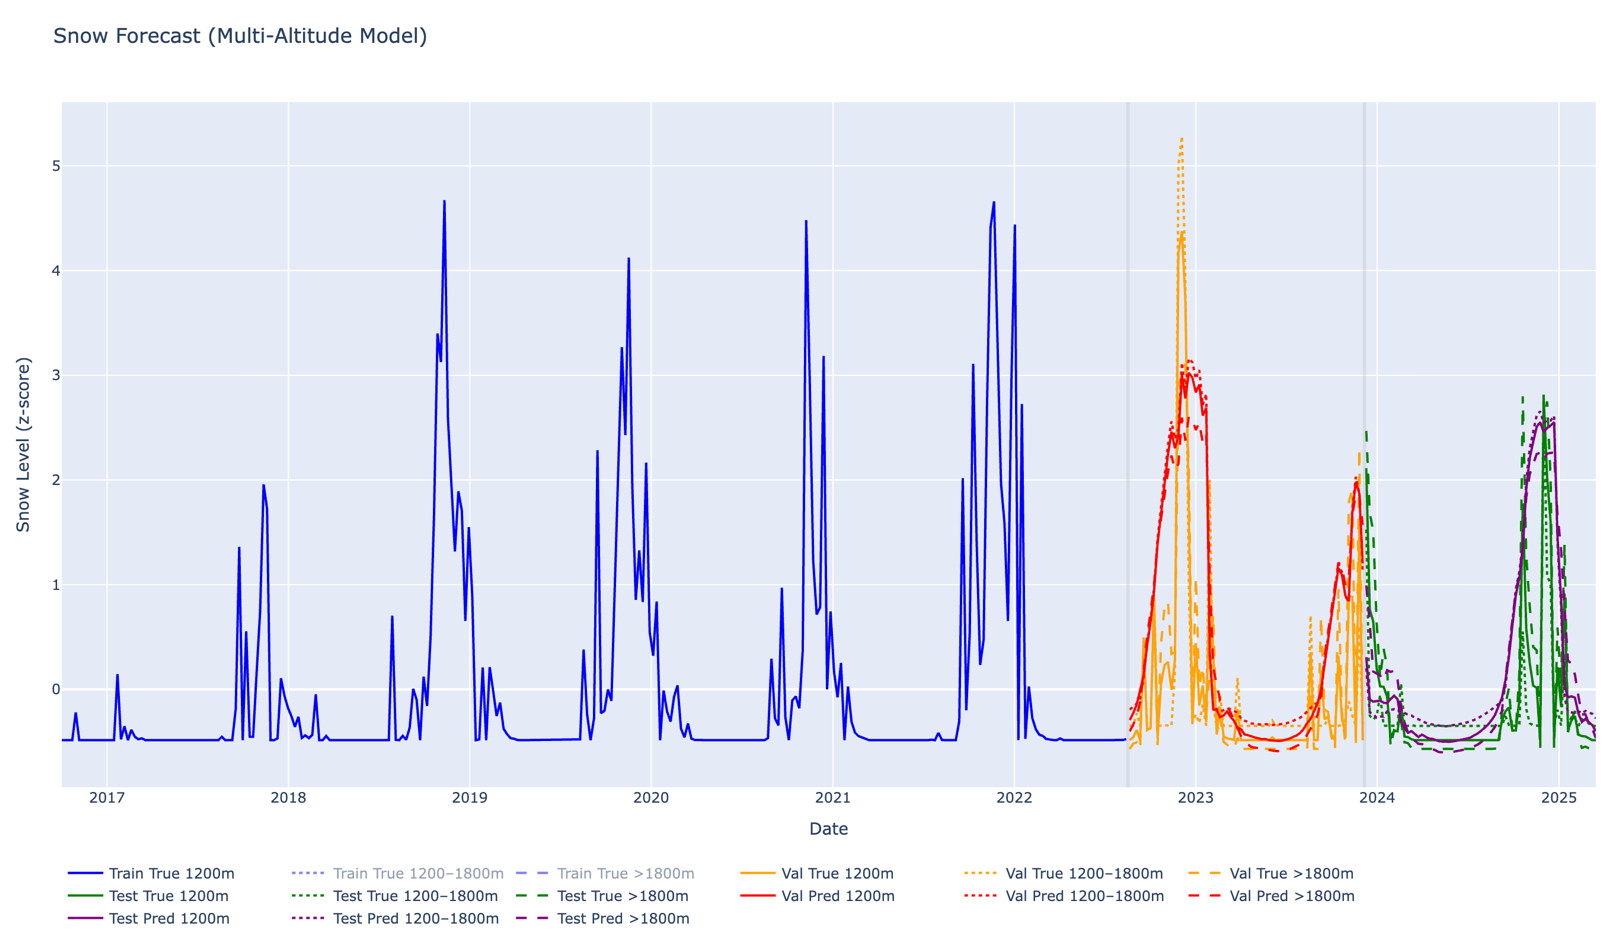 Snow Forecast (Multi-Altitude Model)
5
4
3
2
1
0
Snow Level (z-score)
2017 2018 2019 2020 2021 2022 2023 2024 2025
Date
Train True 1200m Train True 1200–1800m Train True >1800m Val True 1200m Val True 1200–1800m Val True >1800m
Test True 1200m Test True 1200–1800m Test True >1800m Val Pred 1200m Val Pred 1200–1800m Val Pred >1800m
Test Pred 1200m Test Pred 1200–1800m Test Pred >1800m